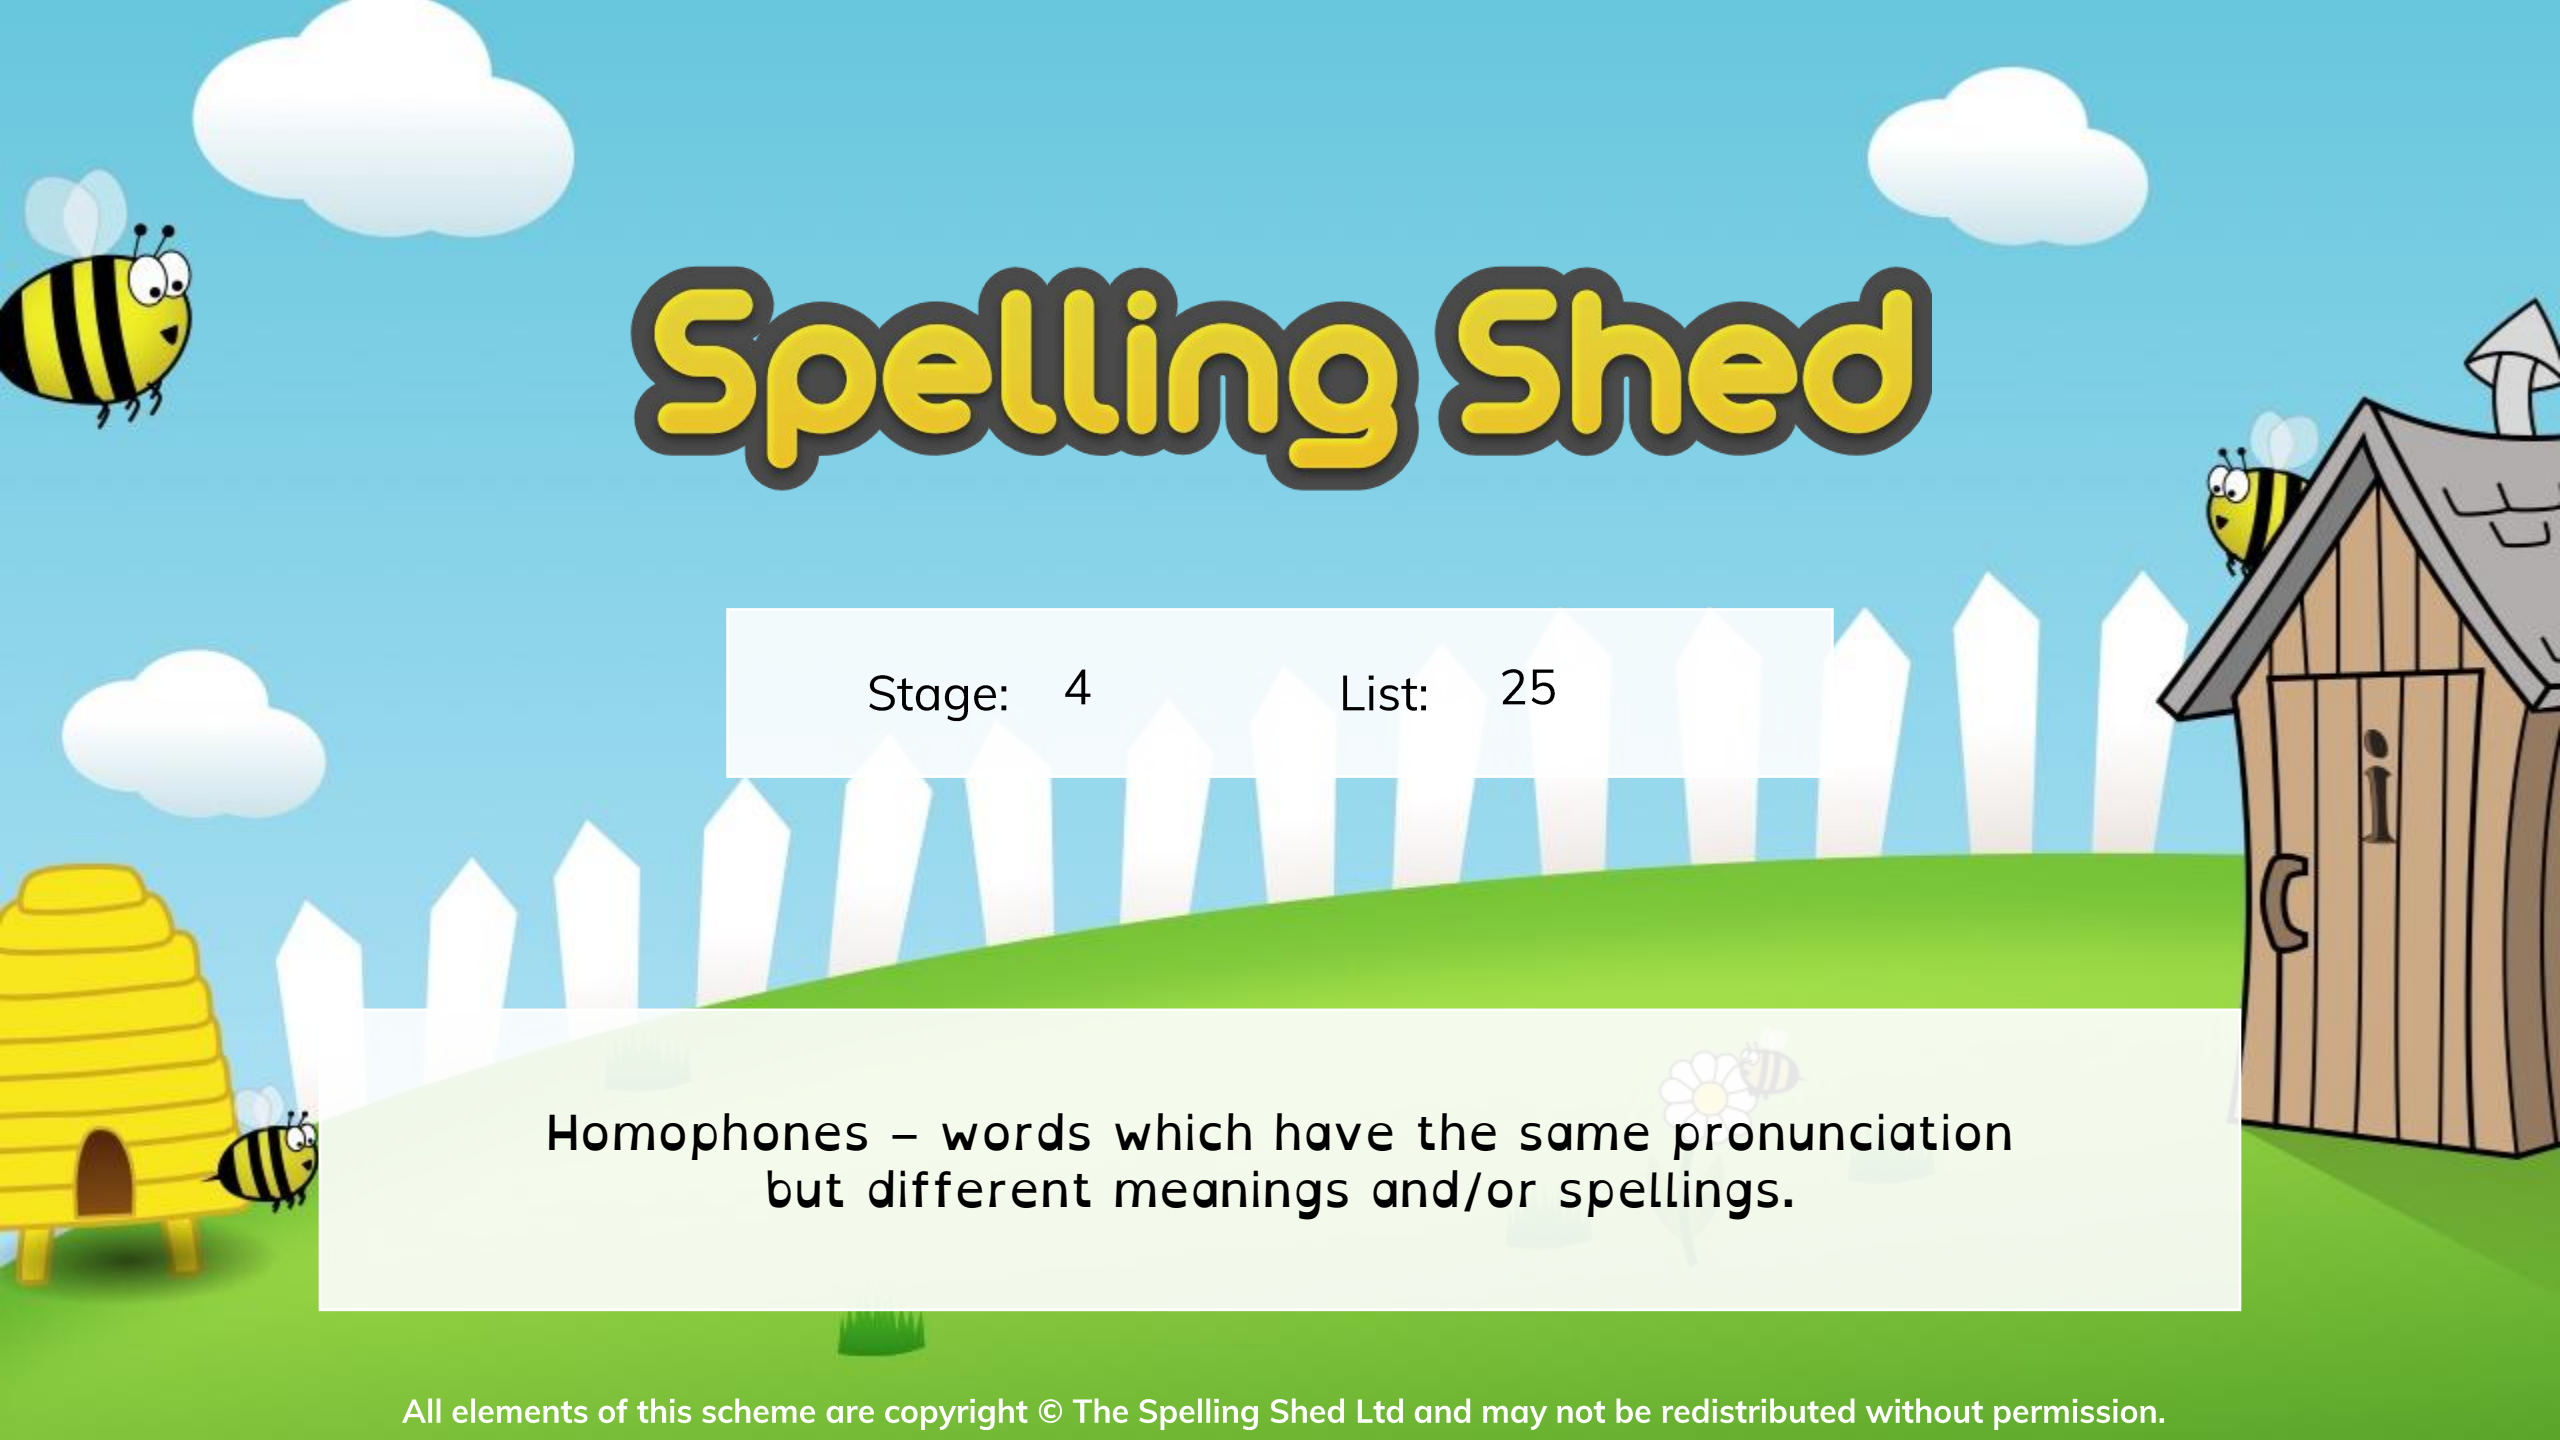 Spelling Shed
Stage: 4 List: 25
i
Homophones – words which have the same pronunciation
but different meanings and/or spellings.
All elements of this scheme are copyright © The Spelling Shed Ltd and may not be redistributed without permission.